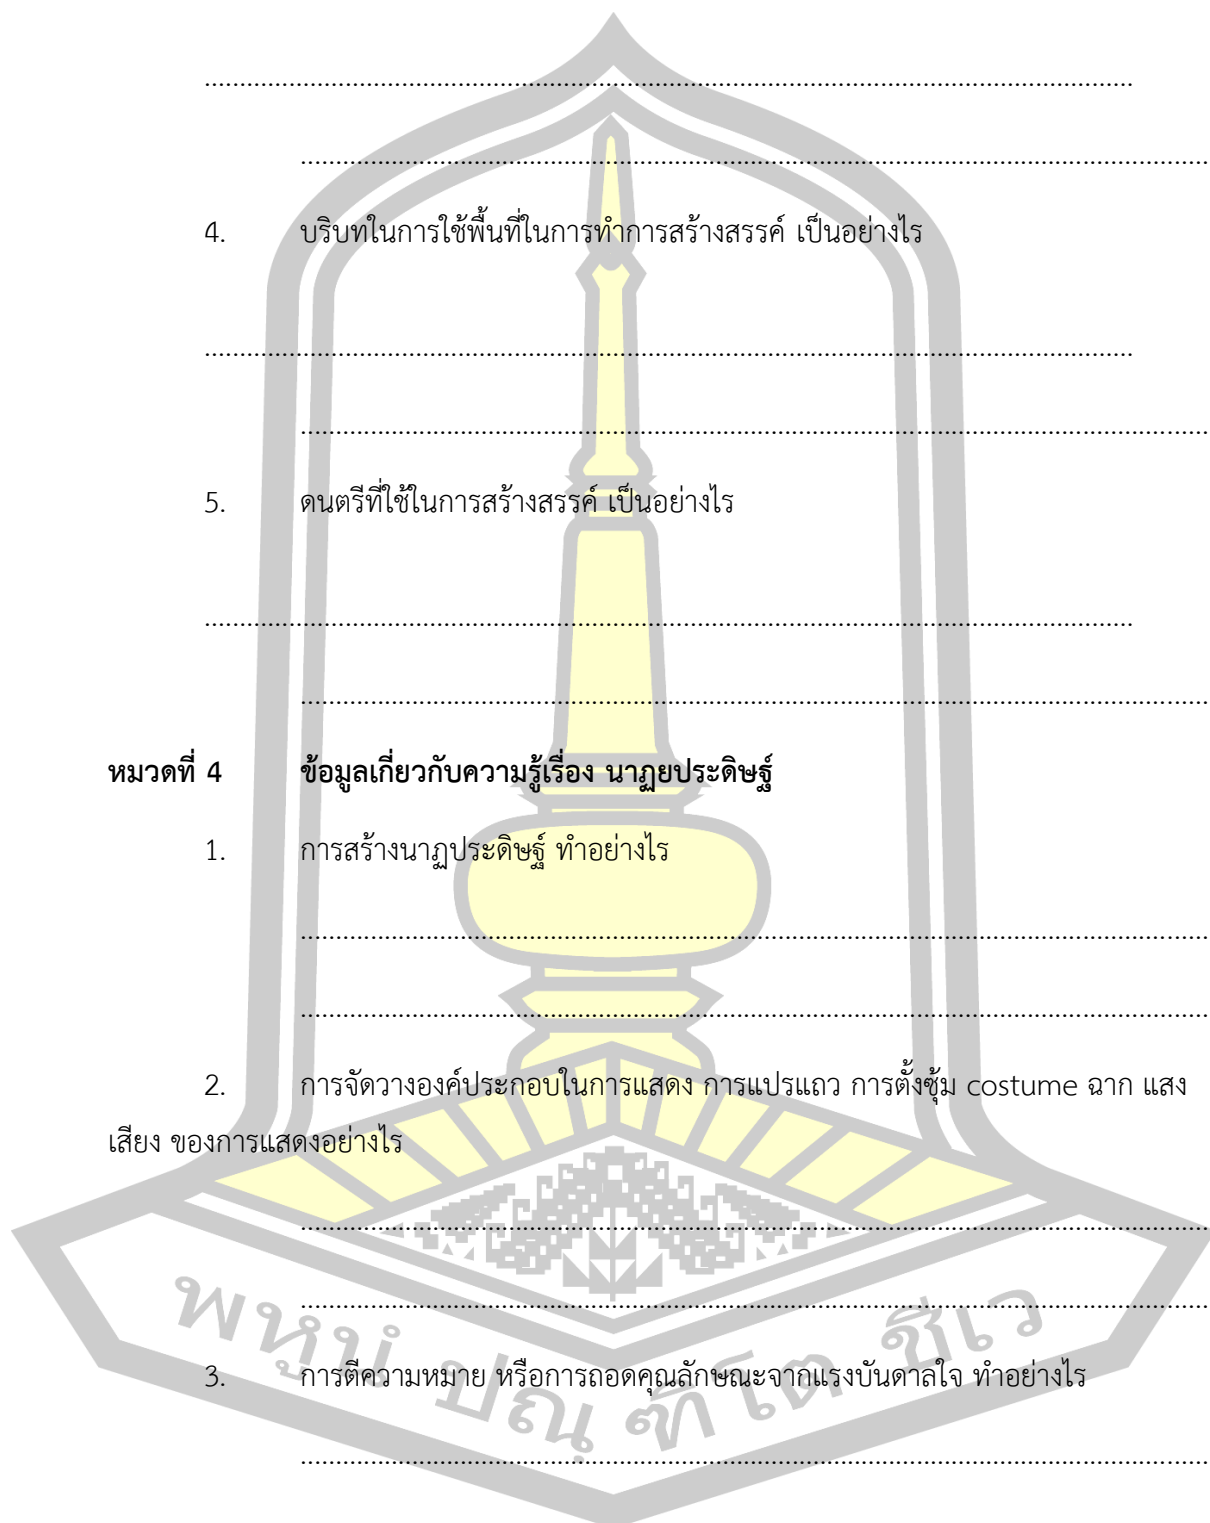 ................................................................................................................................
................................................................................................................................
4. บริบทในการใช้พื้นที่ในการทำการสร้างสรรค์ เป็นอย่างไร
................................................................................................................................
................................................................................................................................
5. ดนตรีที่ใช้ในการสร้างสรรค์ เป็นอย่างไร
................................................................................................................................
................................................................................................................................
หมวดที่ 4 ข้อมูลเกี่ยวกับความรู้เรื่อง นาฏยประดิษฐ์
1. การสร้างนาฏประดิษฐ์ ทำอย่างไร
................................................................................................................................
................................................................................................................................
2. การจัดวางองค์ประกอบในการแสดง การแปรแถว การตั้งซุ้ม costume ฉาก แสง
เสียง ของการแสดงอย่างไร
................................................................................................................................
................................................................................................................................
3. การตีความหมาย หรือการถอดคุณลักษณะจากแรงบันดาลใจ ทำอย่างไร
................................................................................................................................
พหูนํ ปณฺฑิโต ชีเว